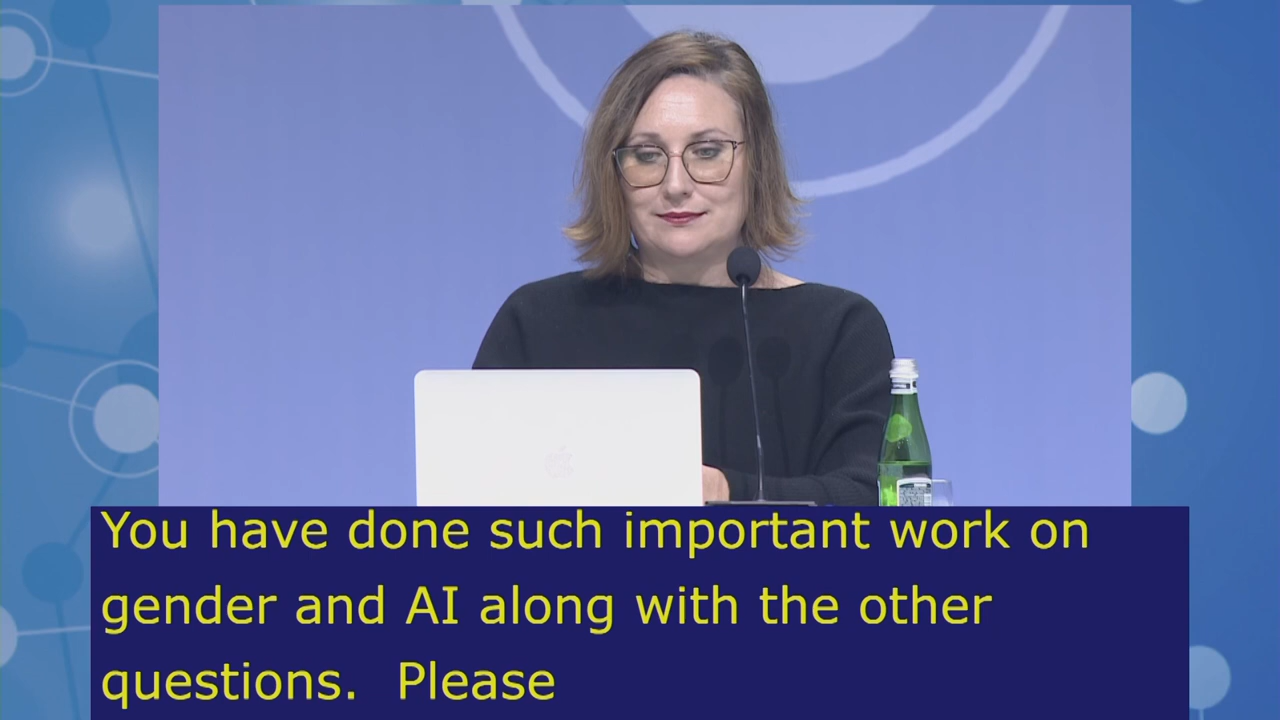 You have done such important work on
gender and AI along with the other
questions.  Please